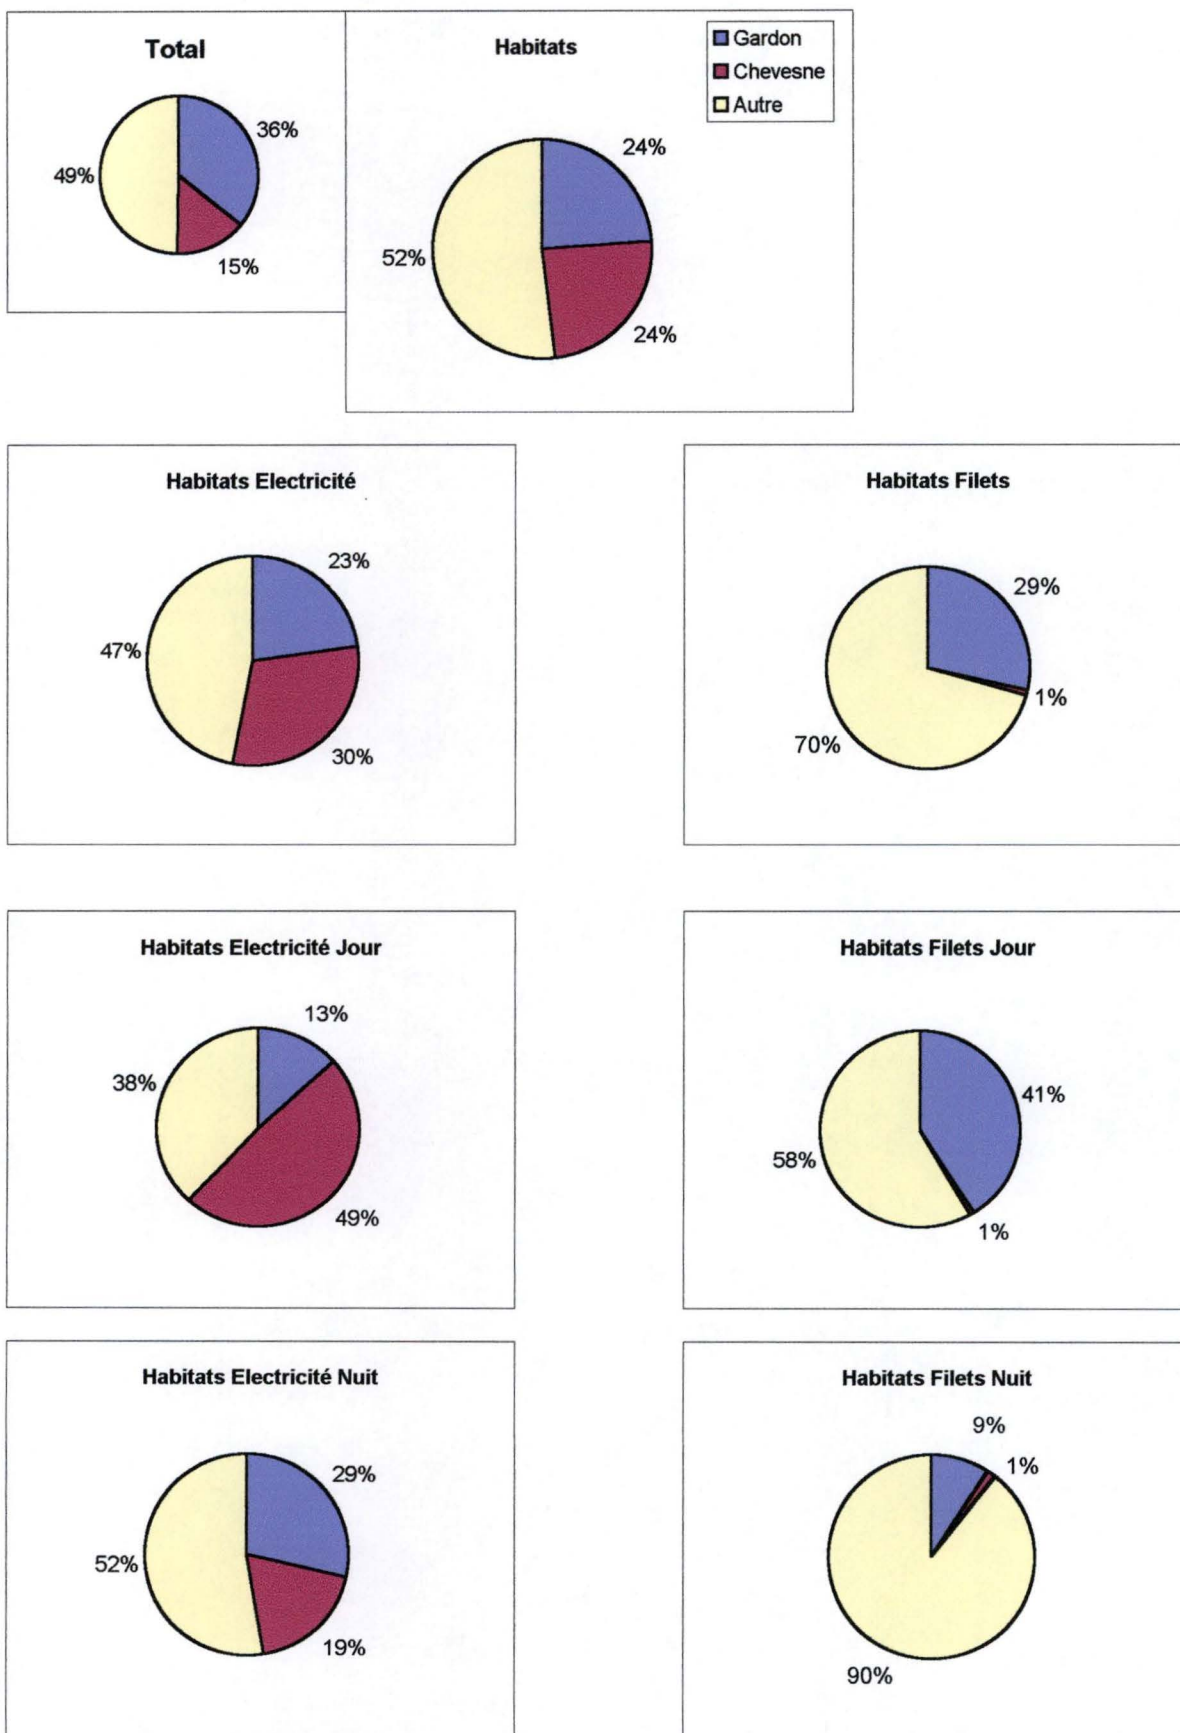 Total
36%
49%
15%
Habitats
Gardon
Chevesne
Autre
24%
52%
24%
Habitats Electricité
23%
47%
30%
Habitats Filets
29%
1%
70%
Habitats Electricité Jour
13%
38%
49%
Habitats Filets Jour
41%
58%
1%
Habitats Electricité Nuit
29%
52%
19%
Habitats Filets Nuit
9%
1%
90%